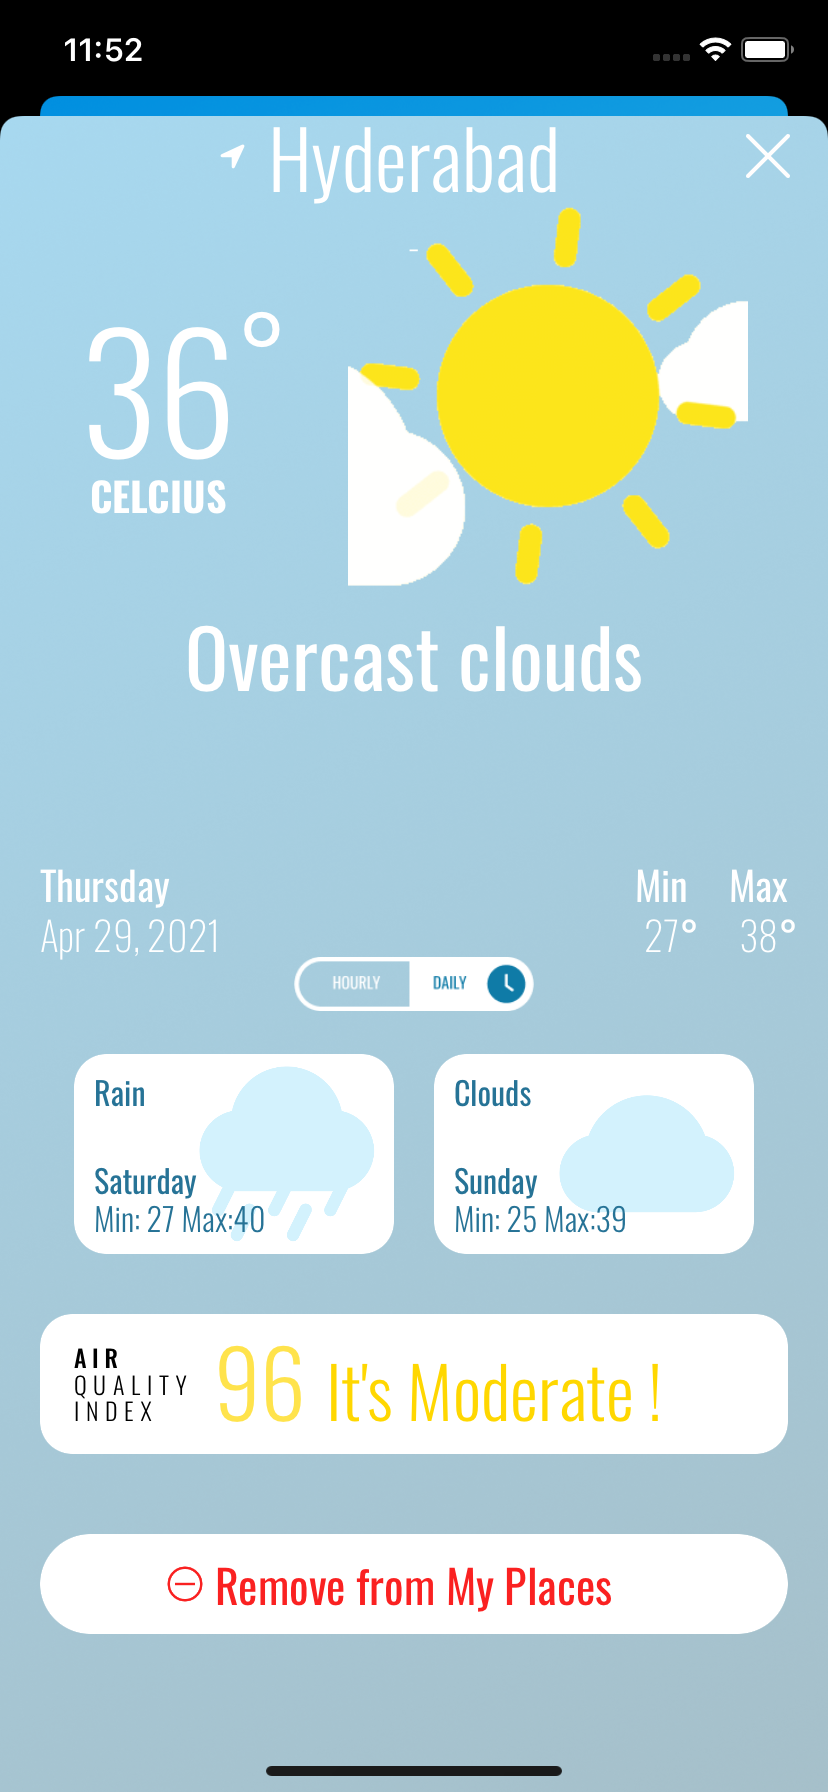 11:52
Hyderabad
-
36°
CELCIUS
Overcast clouds
Thursday
Apr 29, 2021
Min Max
27° 38°
HOURLY DAILY
Rain
Saturday
Min: 27 Max:40
Clouds
Sunday
Min: 25 Max:39
AIR
QUALITY
INDEX
96 It's Moderate !
Remove from My Places